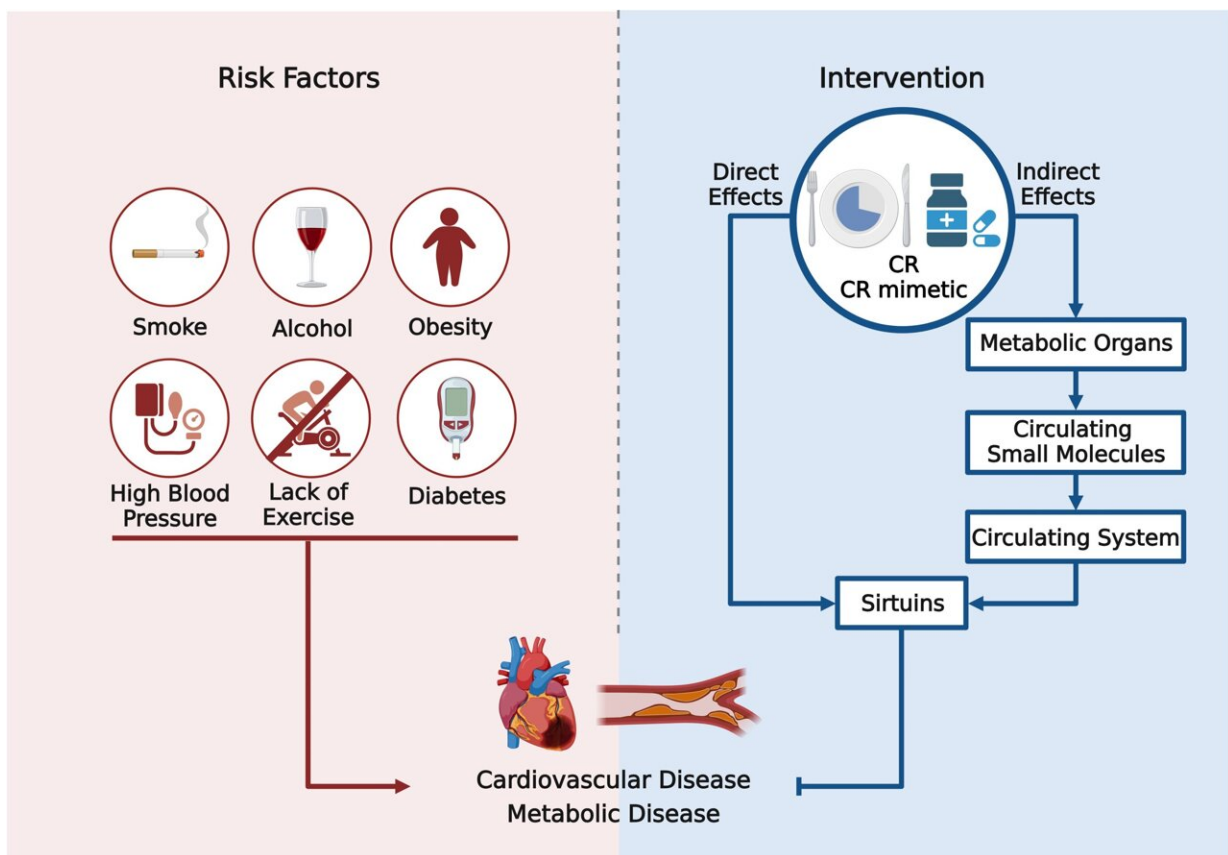 Risk Factors
Smoke
Alcohol
Obesity
High Blood
Pressure
Lack of
Exercise
Diabetes
Intervention
Direct
Effects
Indirect
Effects
CR
CR mimetic
Metabolic Organs
Circulating
Small Molecules
Circulating System
Sirtuins
Cardiovascular Disease
Metabolic Disease